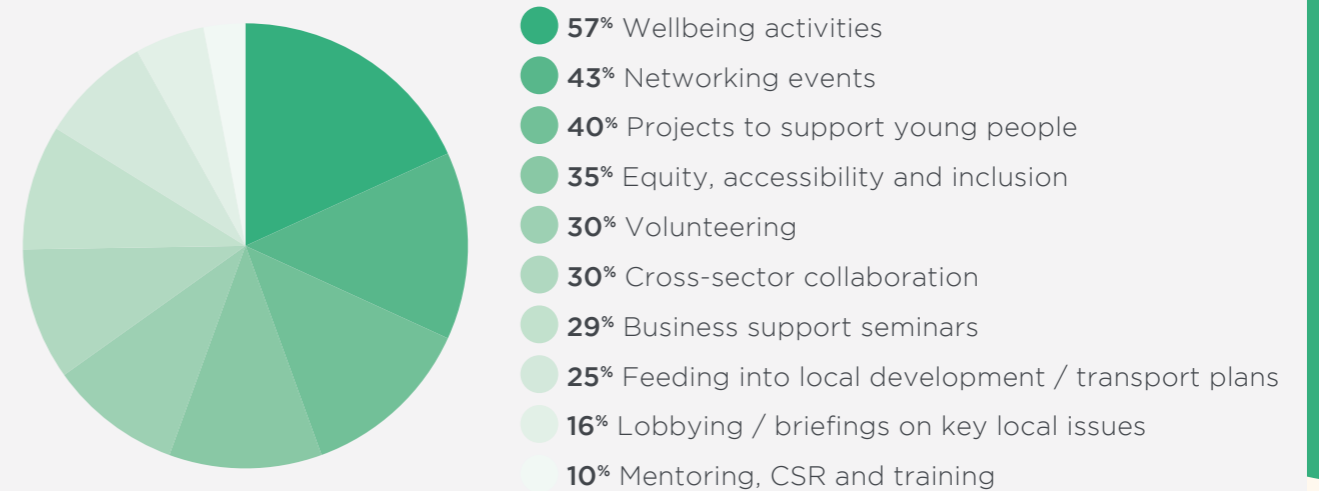 57% Wellbeing activities
43% Networking events
40% Projects to support young people
35% Equity, accessibility and inclusion
30% Volunteering
30% Cross-sector collaboration
29% Business support seminars
25% Feeding into local development / transport plans
16% Lobbying / briefings on key local issues
10% Mentoring, CSR and training